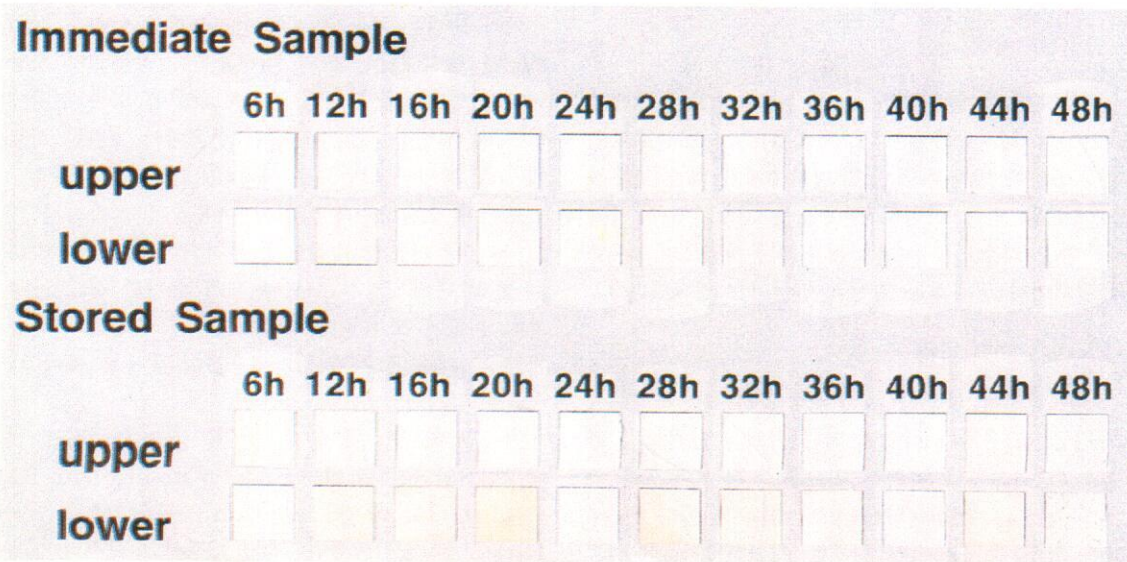 Immediate Sample
6h 12h 16h 20h 24h 28h 32h 36h 40h 44h 48h
upper
lower
Stored Sample
6h 12h 16h 20h 24h 28h 32h 36h 40h 44h 48h
upper
lower